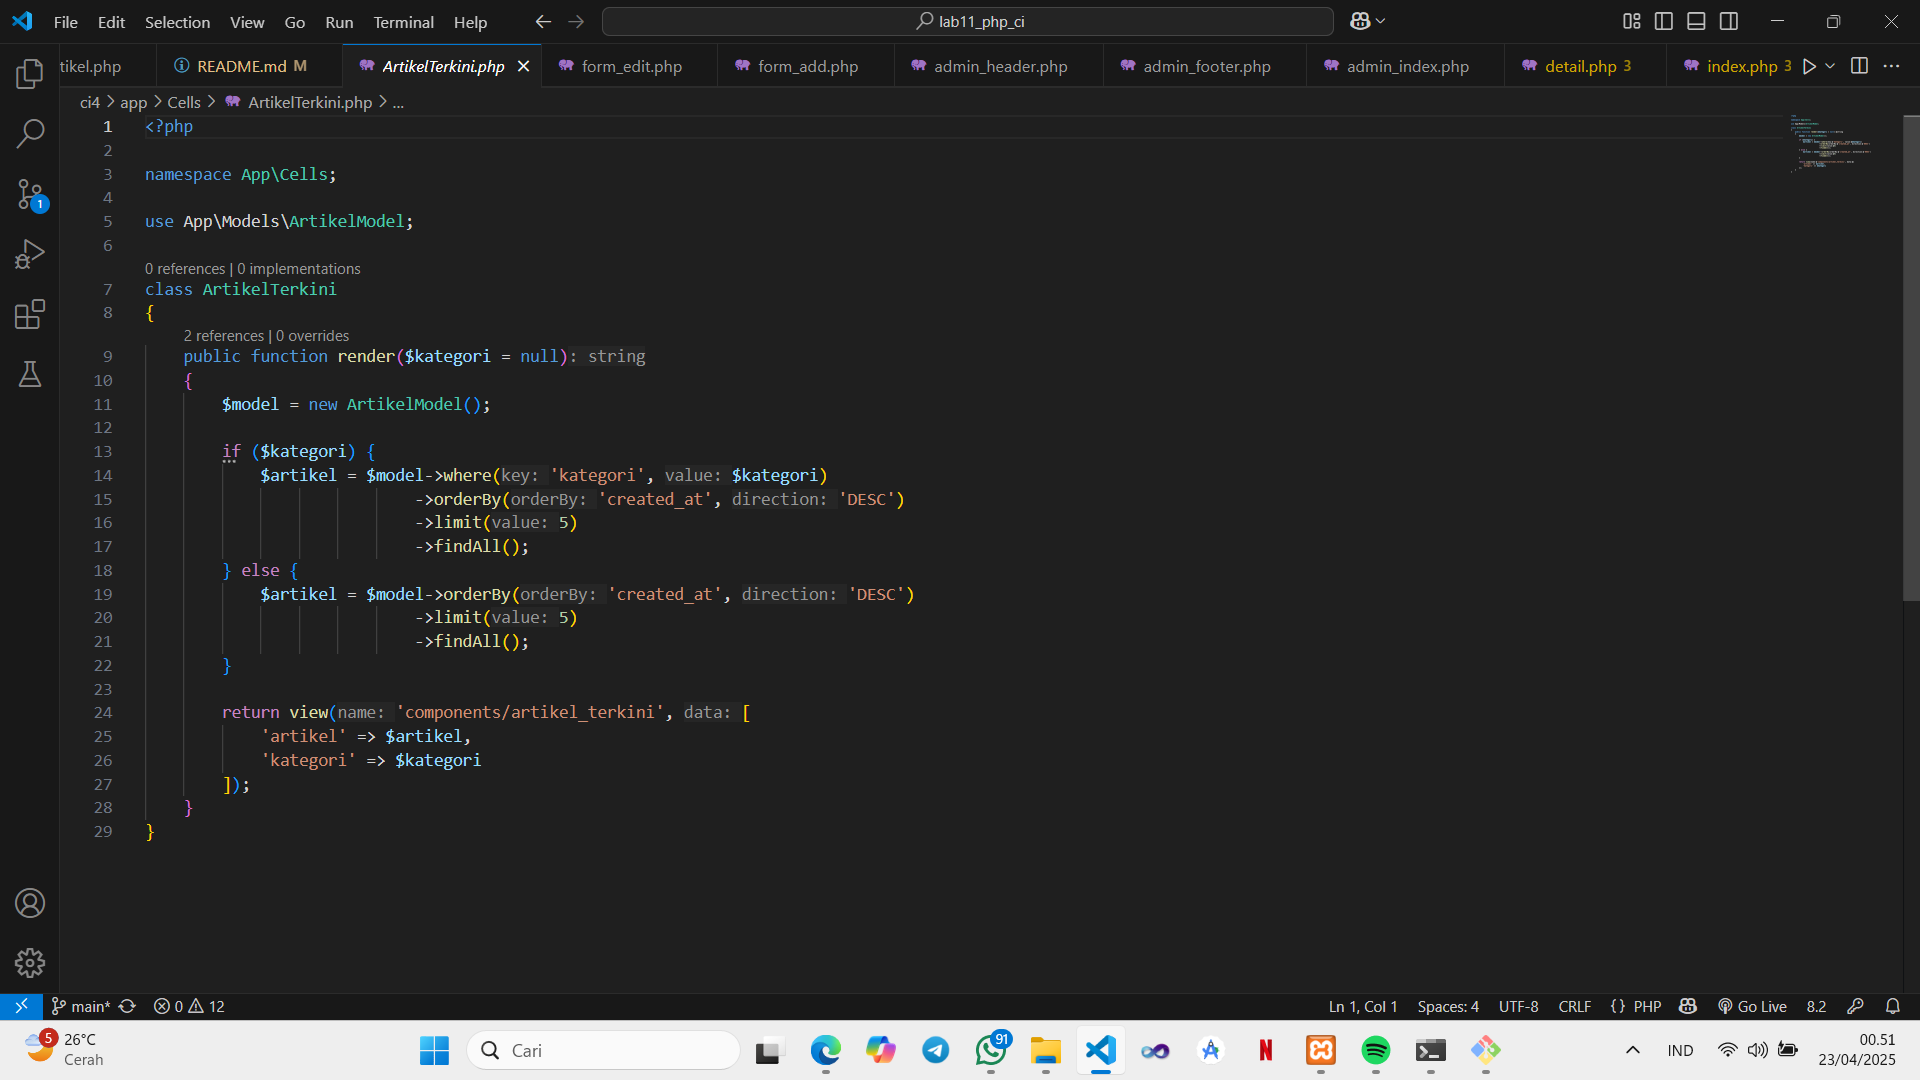 File Edit Selection View Go Run Terminal Help
lab11_php_ci
tikel.php README.md M ArtikelTerkini.php form_edit.php form_add.php admin_header.php admin_footer.php admin_index.php detail.php 3 index.php 3
ci4 > app > Cells > ArtikelTerkini.php > ...
1 <?php
2
3 namespace App\Cells;
4
5 use App\Models\ArtikelModel;
6
0 references | 0 implementations
7 class ArtikelTerkini
8 {
2 references | 0 overrides
9 public function render($kategori = null): string
10 {
11 $model = new ArtikelModel();
12
13 if ($kategori) {
14 $artikel = $model->where(key: 'kategori', value: $kategori)
15 ->orderBy(orderBy: 'created_at', direction: 'DESC')
16 ->limit(value: 5)
17 ->findAll();
18 } else {
19 $artikel = $model->orderBy(orderBy: 'created_at', direction: 'DESC')
20 ->limit(value: 5)
21 ->findAll();
22 }
23
24 return view(name: 'components/artikel_terkini', data: [
25 'artikel' => $artikel,
26 'kategori' => $kategori
27 ]);
28 }
29 }
1
main* 0 12 Ln 1, Col 1 Spaces: 4 UTF-8 CRLF {} PHP Go Live 8.2
5 26°C
Cerah
Cari
91
N
IND
00.51
23/04/2025